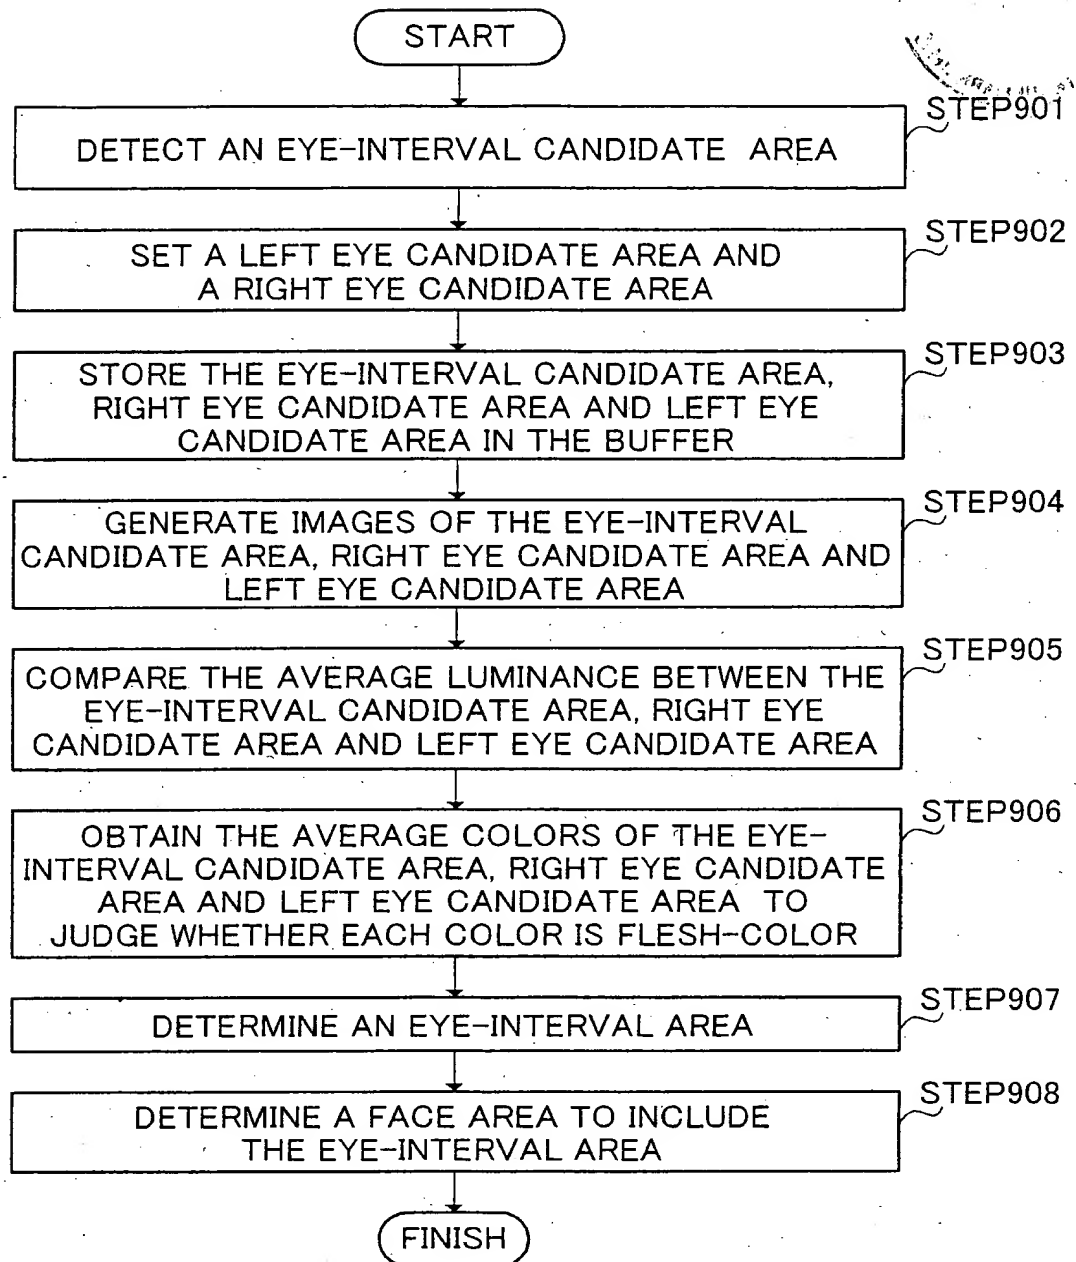 START
STEP901
DETECT AN EYE-INTERVAL CANDIDATE AREA
STEP902
SET A LEFT EYE CANDIDATE AREA AND
A RIGHT EYE CANDIDATE AREA
STEP903
STORE THE EYE-INTERVAL CANDIDATE AREA,
RIGHT EYE CANDIDATE AREA AND LEFT EYE
CANDIDATE AREA IN THE BUFFER
STEP904
GENERATE IMAGES OF THE EYE-INTERVAL
CANDIDATE AREA, RIGHT EYE CANDIDATE AREA AND
LEFT EYE CANDIDATE AREA
STEP905
COMPARE THE AVERAGE LUMINANCE BETWEEN THE
EYE-INTERVAL CANDIDATE AREA, RIGHT EYE
CANDIDATE AREA AND LEFT EYE CANDIDATE AREA
STEP906
OBTAIN THE AVERAGE COLORS OF THE EYE-
INTERVAL CANDIDATE AREA, RIGHT EYE CANDIDATE
AREA AND LEFT EYE CANDIDATE AREA TO
JUDGE WHETHER EACH COLOR IS FLESH-COLOR
STEP907
DETERMINE AN EYE-INTERVAL AREA
STEP908
DETERMINE A FACE AREA TO INCLUDE
THE EYE-INTERVAL AREA
FINISH